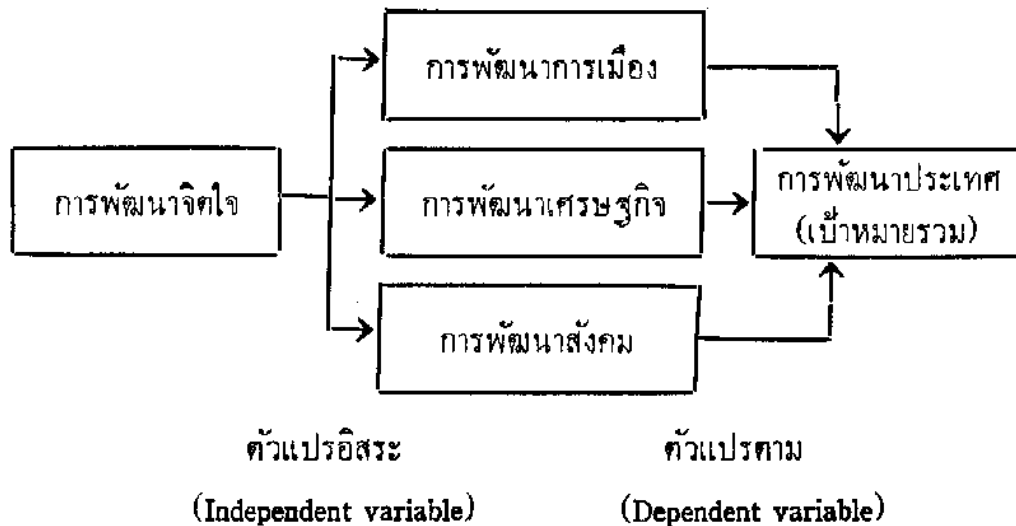 การพัฒนาการเมือง
การพัฒนาจิตใจ
การพัฒนาเศรษฐกิจ
การพัฒนาประเทศ
(เป้าหมายรวม)
การพัฒนาสังคม
ตัวแปรอิสระ
ตัวแปรตาม
(Independent variable)
(Dependent variable)